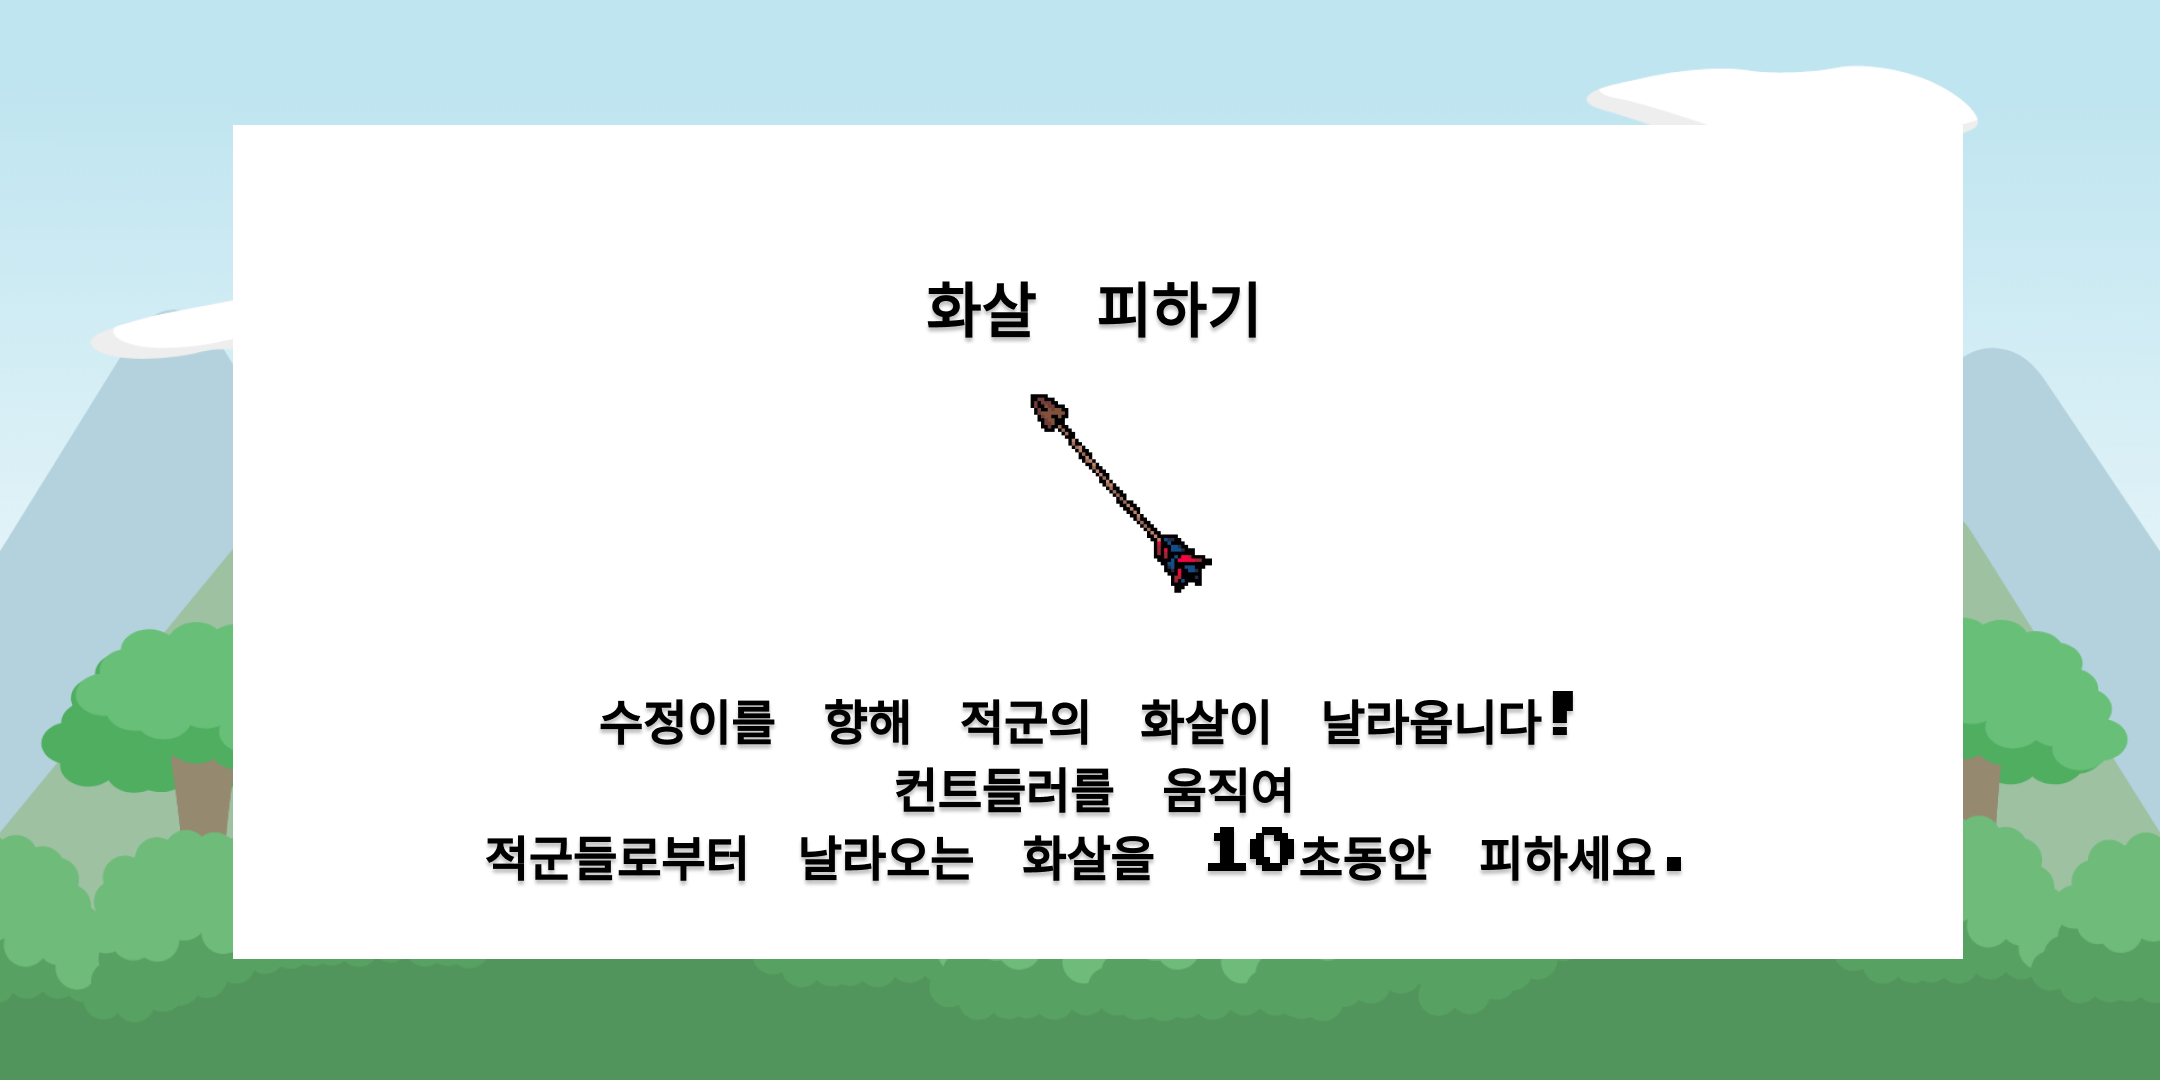 화살 피하기
수정이를 향해 적군의 화살이 날라옵니다!
컨트들러를 움직여
적군들로부터 날라오는 화살을 10초동안 피하세요.